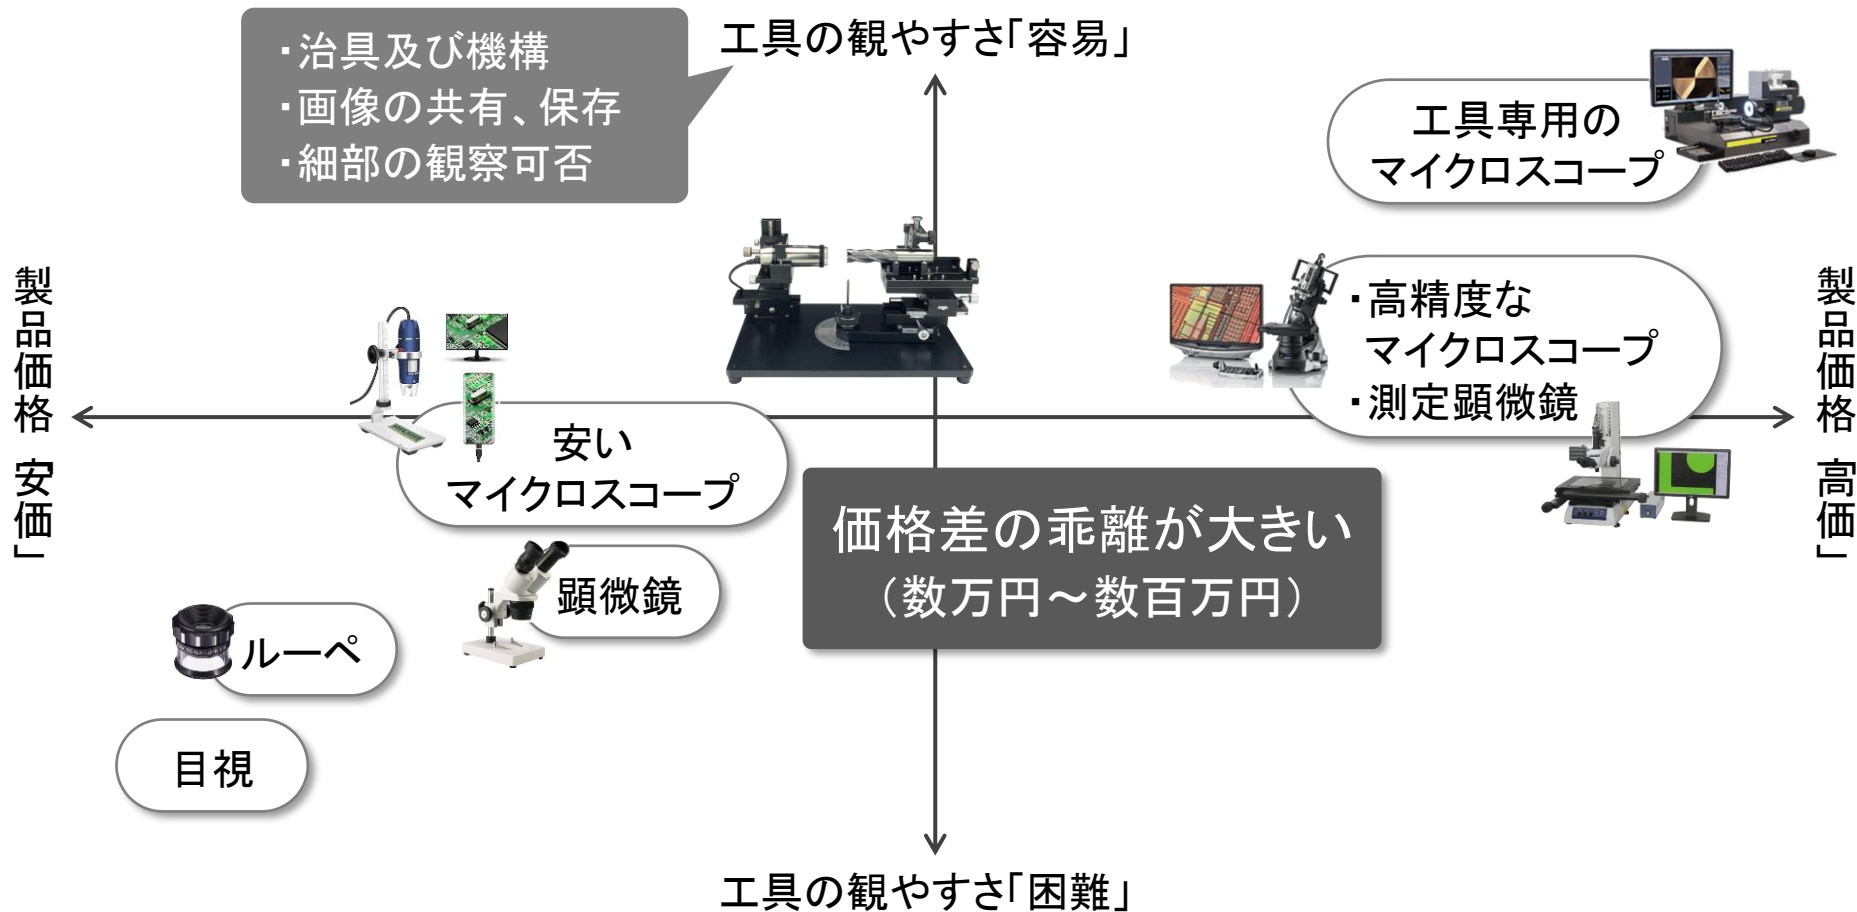 工具の観やすさ「容易」
・治具及び機構
・画像の共有、保存
・細部の観察可否
工具専用の
マイクロスコープ
製品価格「安価」
・高精度な
マイクロスコープ
・測定顕微鏡
製品価格「高価」
安い
マイクロスコープ
価格差の乖離が大きい
（数万円～数百万円）
顕微鏡
ルーペ
目視
工具の観やすさ「困難」